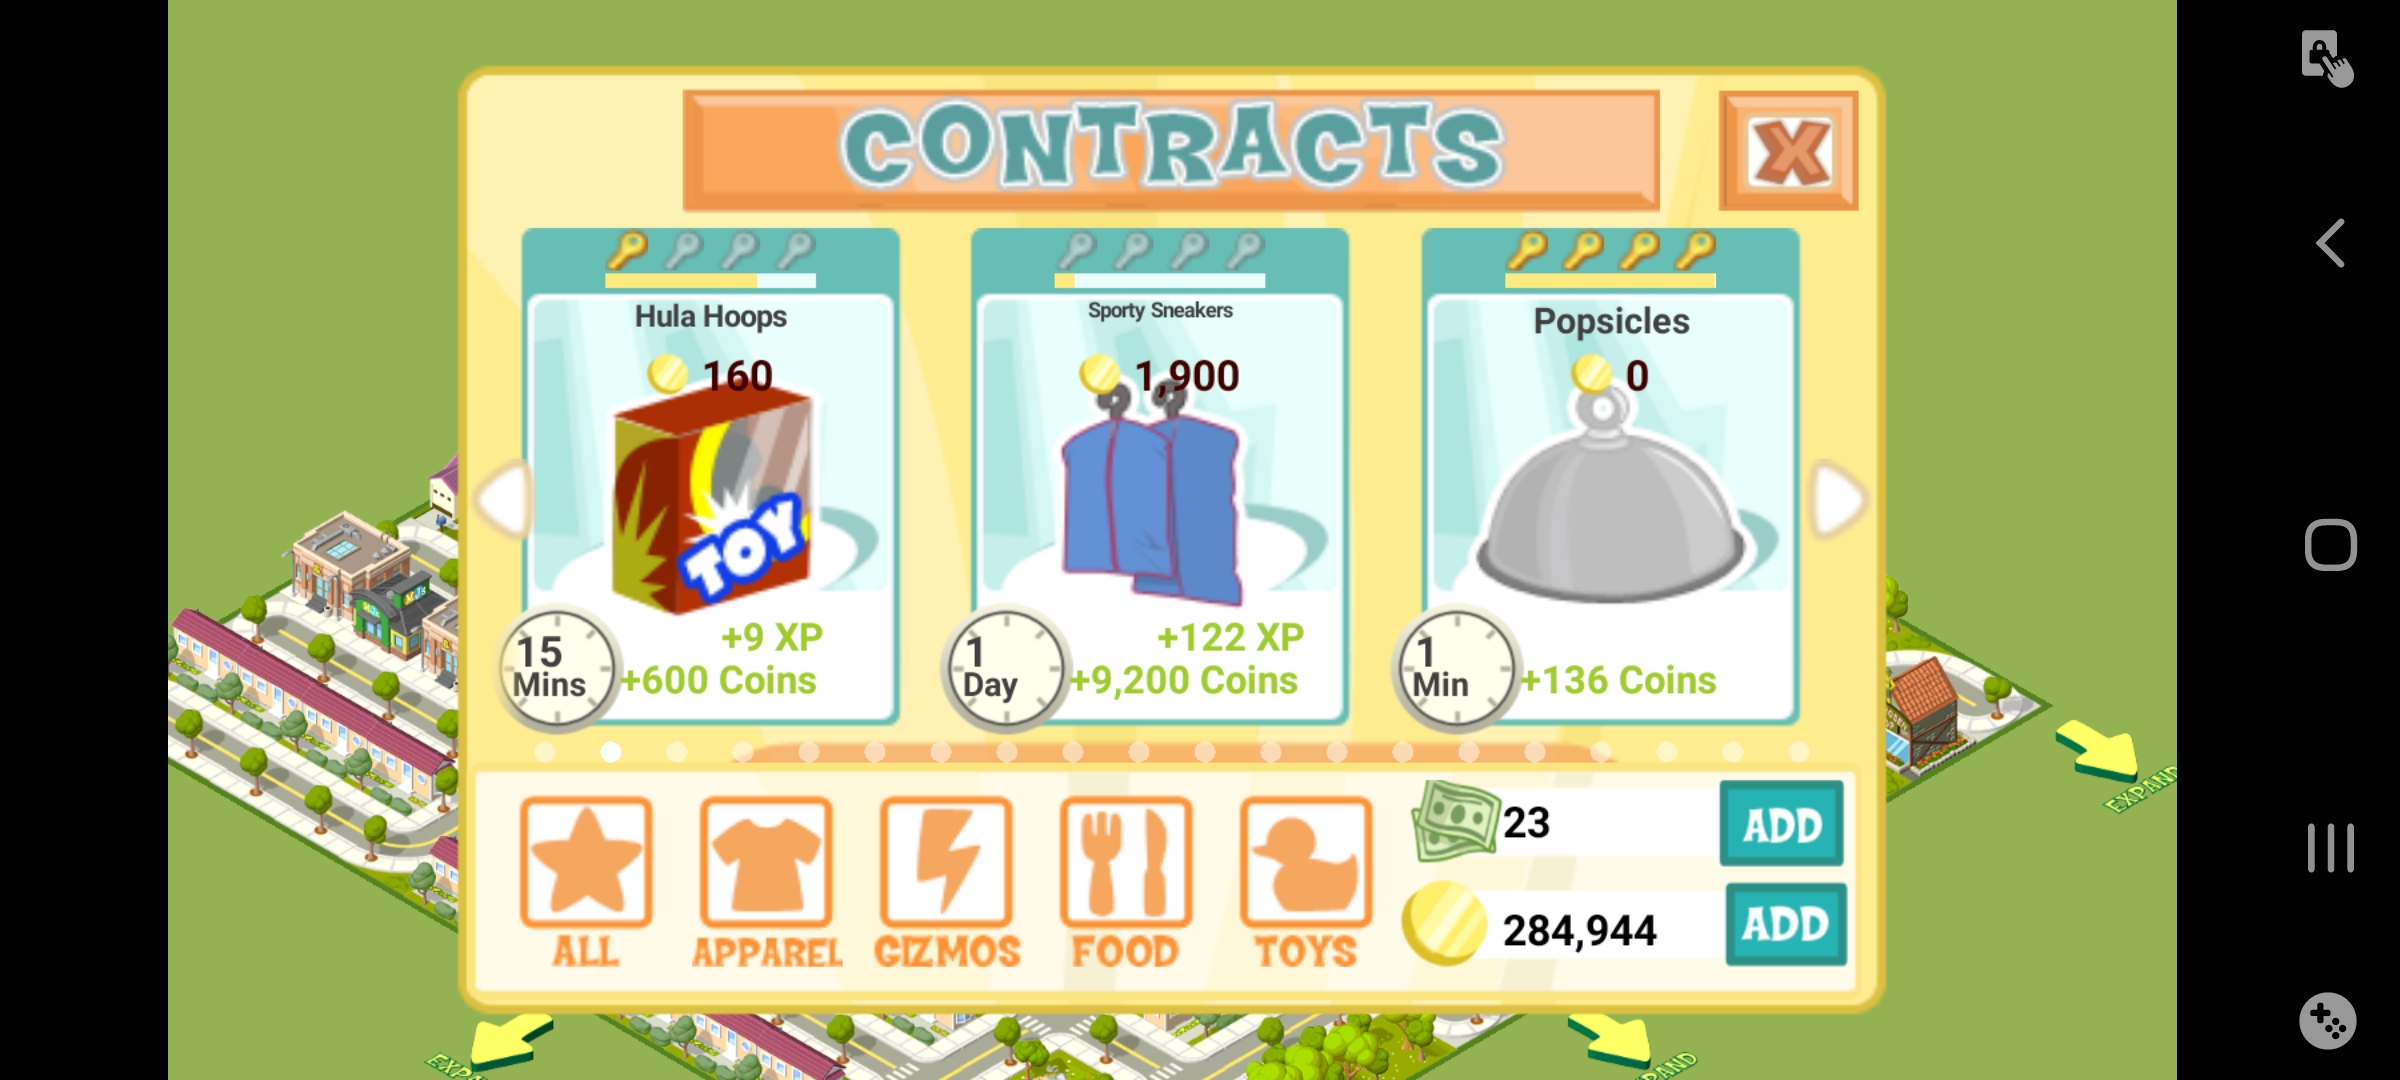 CONTRACTS
X
Hula Hoops
160
TOY
15
Mins
+9 XP
+600 Coins
Sporty Sneakers
1,900
1
Day
+122 XP
+9,200 Coins
Popsicles
0
1
Min
+136 Coins
ALL
APPAREL
GIZMOS
FOOD
TOYS
23
ADD
284,944
ADD
EXPAND